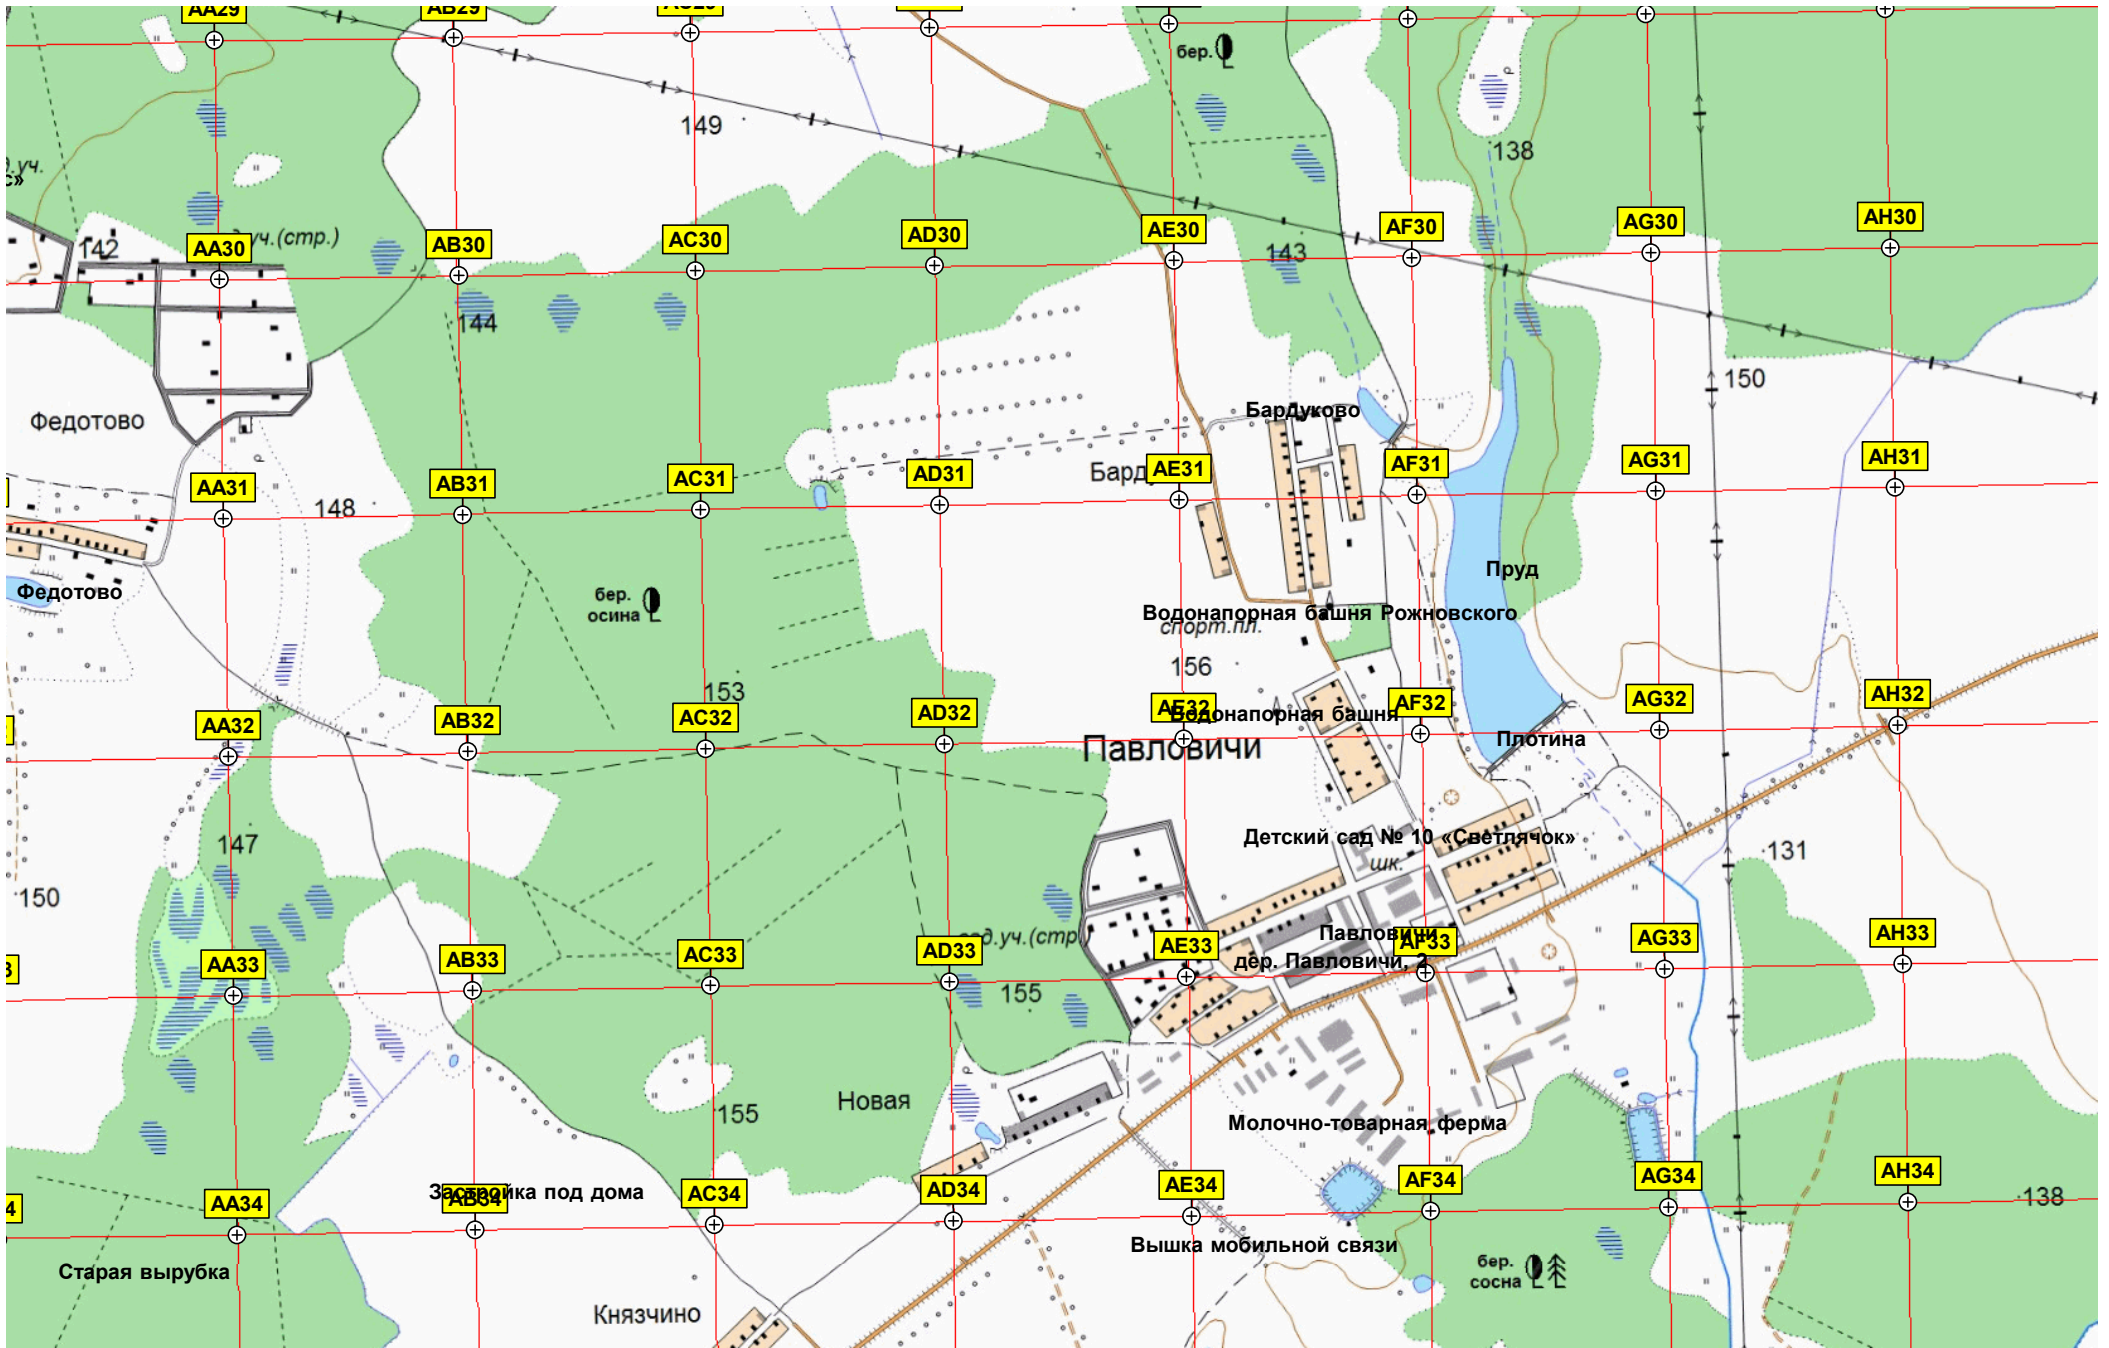 AA29
AB29
бер.
149
138
д.уч.
с»
AA30
142
уч.(стр.)
AB30
AC30
AD30
AE30
143
AF30
AG30
AH30
144
150
Федотово
Бардуково
AA31
148
AB31
AC31
AD31
Бард
AE31
AF31
AG31
AH31
Пруд
Федотово
бер.
осина
Водонапорная башня Рожновского
спорт.пл.
156
153
AA32
AB32
AC32
AD32
AE32
Водонапорная башня
AF32
AG32
AH32
Павловичи
Плотина
147
Детский сад № 10 «Светлячок»
шк.
131
150
AA33
AB33
AC33
AD33
сад.уч.(стр
AE33
Павловичи
AF33
AG33
AH33
дер. Павловичи, 2
155
Новая
155
Молочно-товарная ферма
4
AA34
Застройка под дома
AB34
AC34
AD34
AE34
AF34
AG34
AH34
138
Старая вырубка
Вышка мобильной связи
бер.
сосна
Князчино